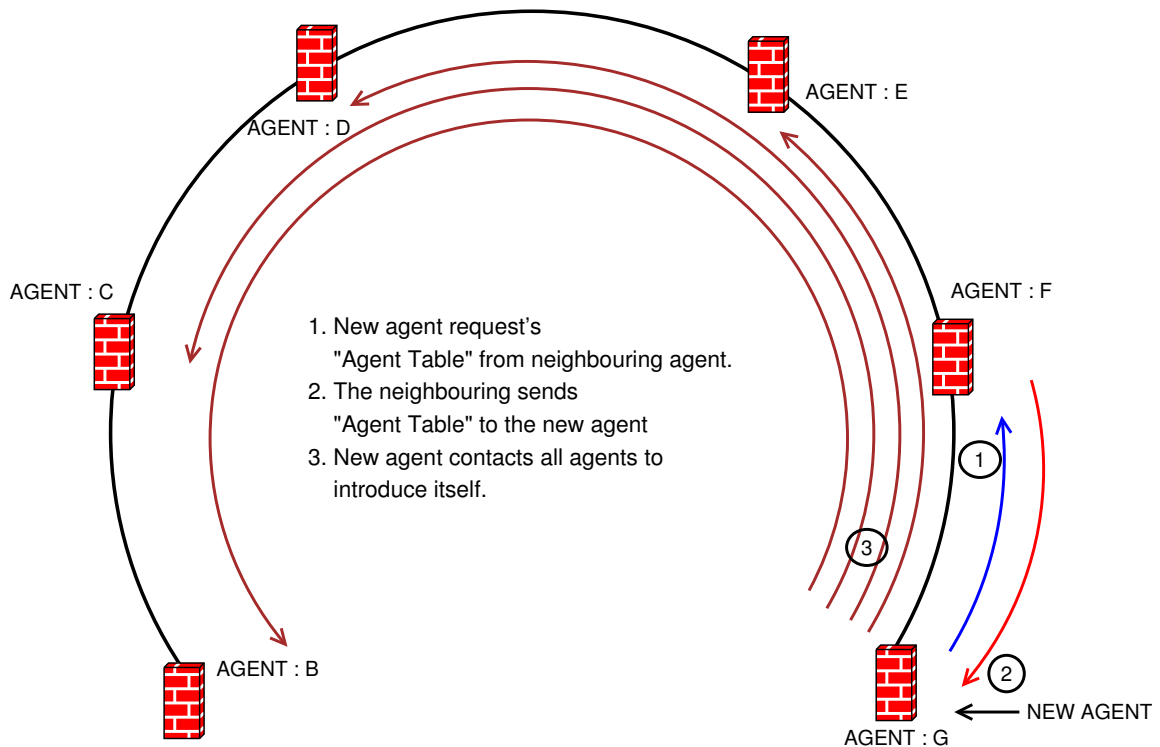 AGENT : E
AGENT : D
AGENT : C
AGENT : F
1. New agent request's
"Agent Table" from neighbouring agent.
2. The neighbouring sends
"Agent Table" to the new agent
3. New agent contacts all agents to
introduce itself.
1
3
AGENT : B
2
NEW AGENT
AGENT : G